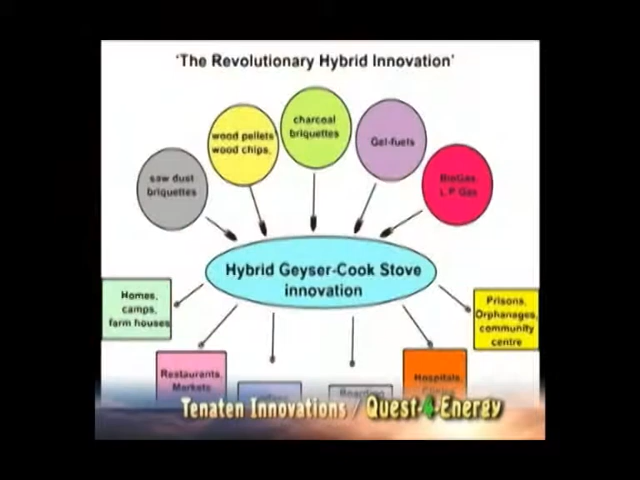 'The Revolutionary Hybrid Innovation'
charcoal
briquettes
wood pellets
wood chips,
Gel-fuels
saw dust
briquettes
BioGas,
L.P Gas
Hybrid Geyser-Cook Stove
innovation
Homes,
camps,
farm houses
Prisons,
Orphanages,
community
centre
Restaurants,
Markets
Hospitals,
Boarding
Tenaten Innovations / Quest-4-Energy